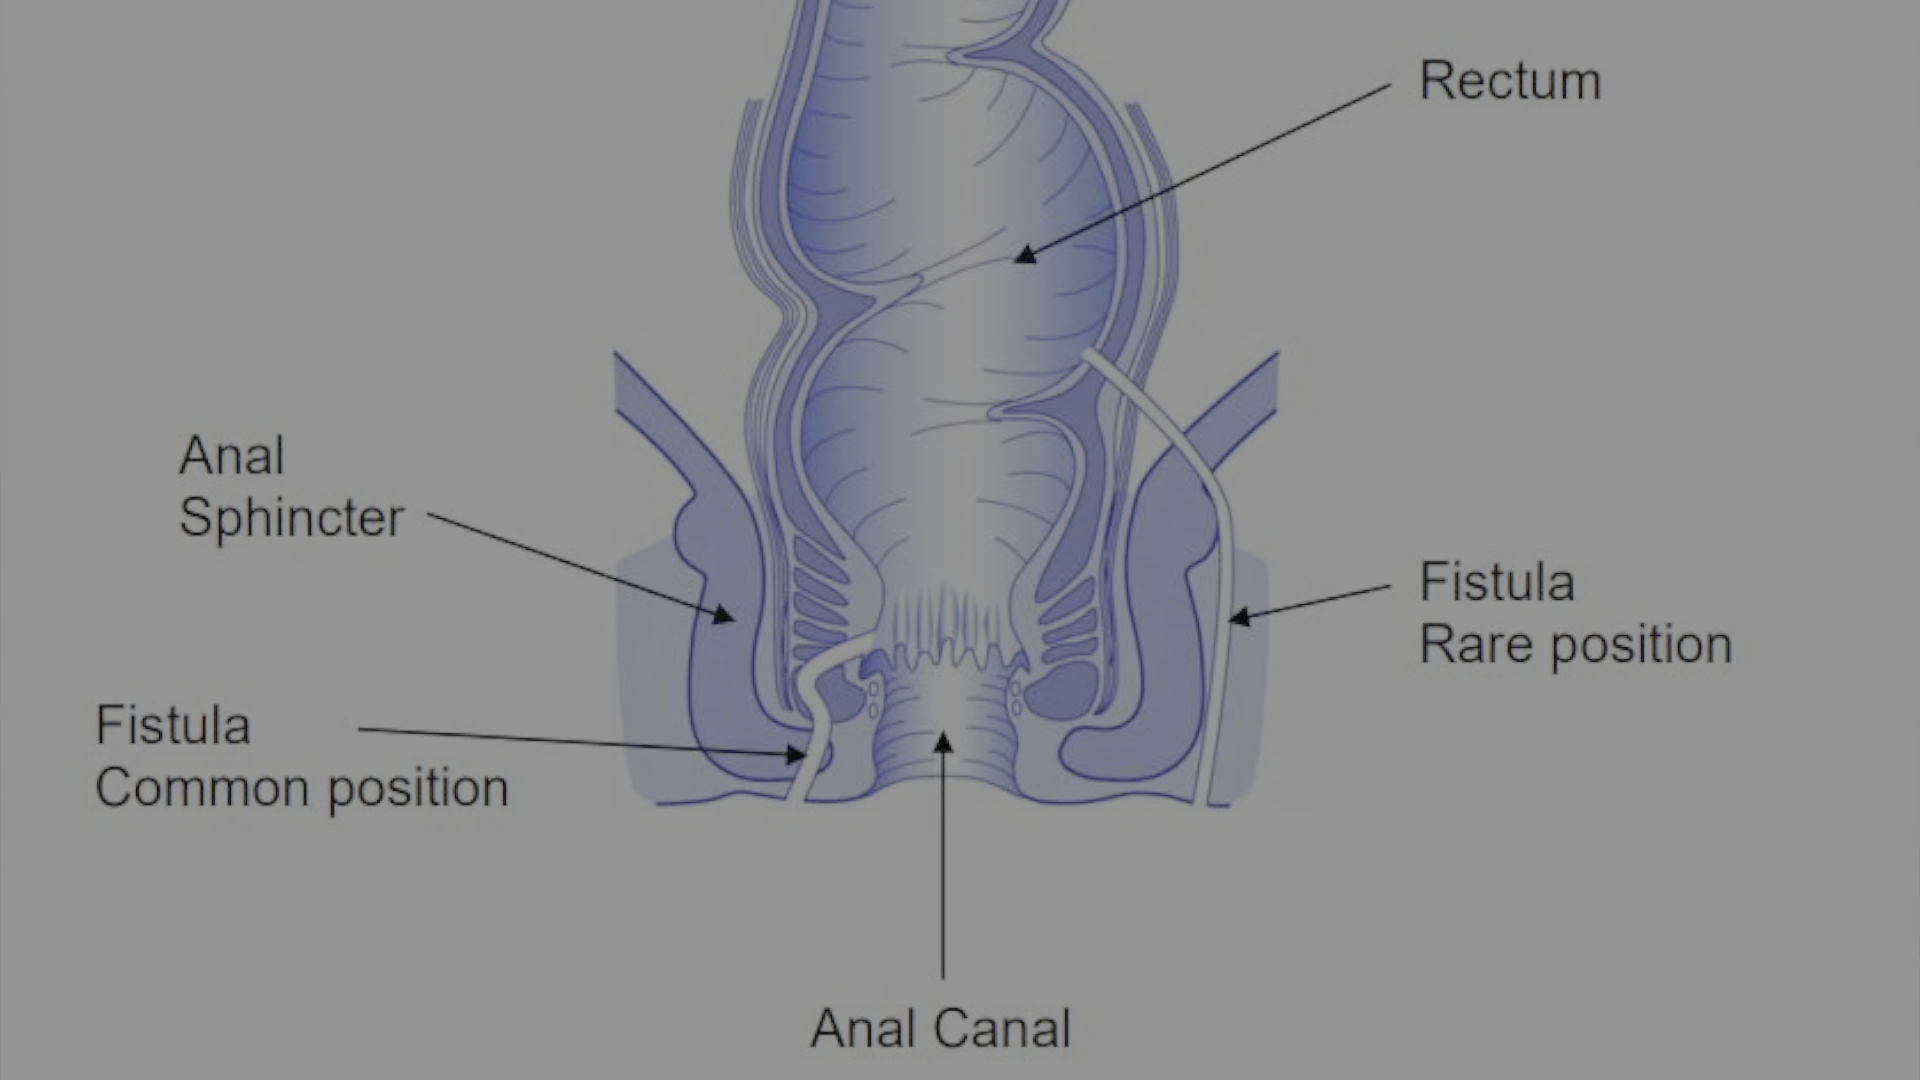 Rectum
Anal
Sphincter
Fistula
Rare position
Fistula
Common position
Anal Canal